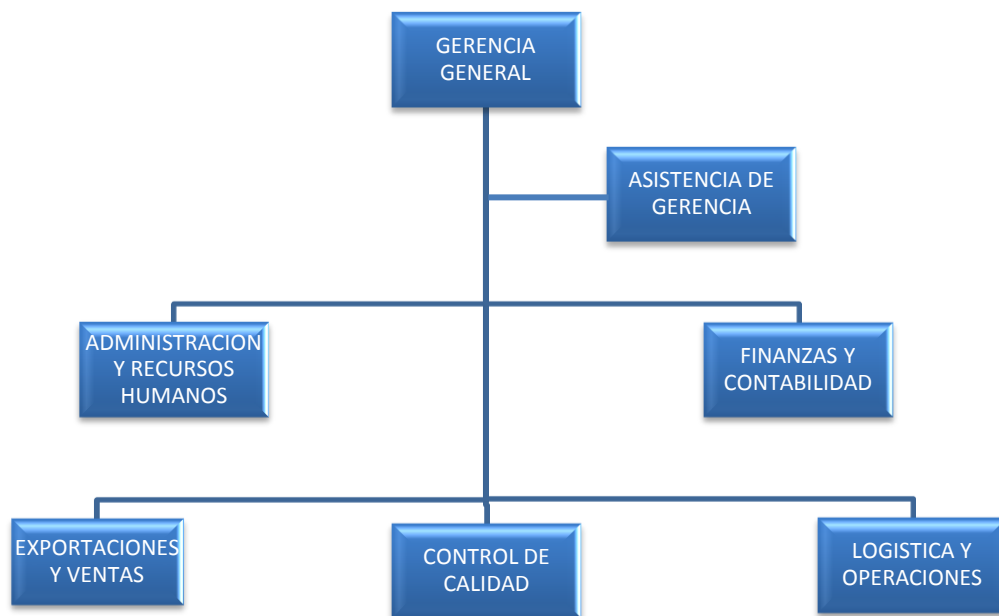 GERENCIA
GENERAL
ASISTENCIA DE
GERENCIA
ADMINISTRACION
Y RECURSOS
HUMANOS
FINANZAS Y
CONTABILIDAD
EXPORTACIONES
Y VENTAS
CONTROL DE
CALIDAD
LOGISTICA Y
OPERACIONES